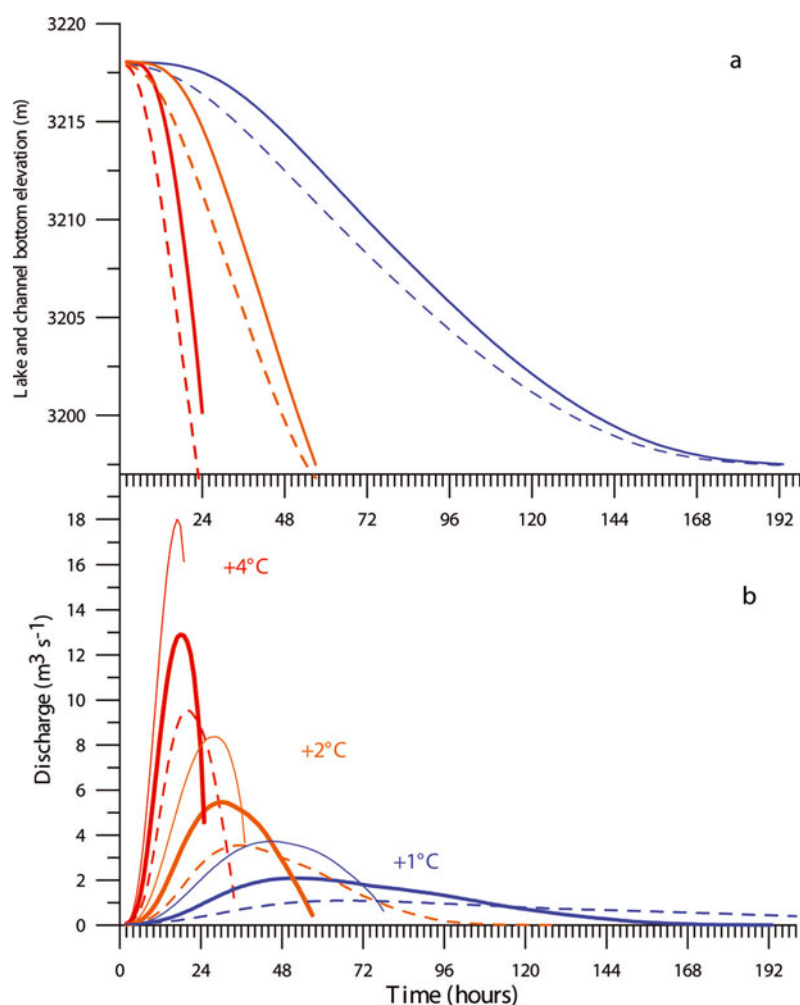 3220
a
3215
3210
3205
3200
Lake and channel bottom elevation (m)
24 48 72 96 120 144 168 192
18
16
14
12
10
8
6
4
2
0
Discharge (m³ s⁻¹)
+4°C
b
+2°C
+1°C
0 24 48 72 96 120 144 168 192
Time (hours)